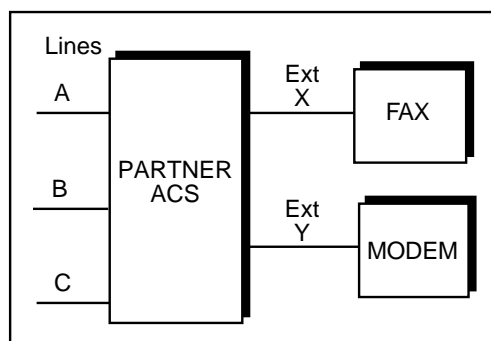 Lines
A
B
C
PARTNER
ACS
Ext
X
FAX
Ext
Y
MODEM